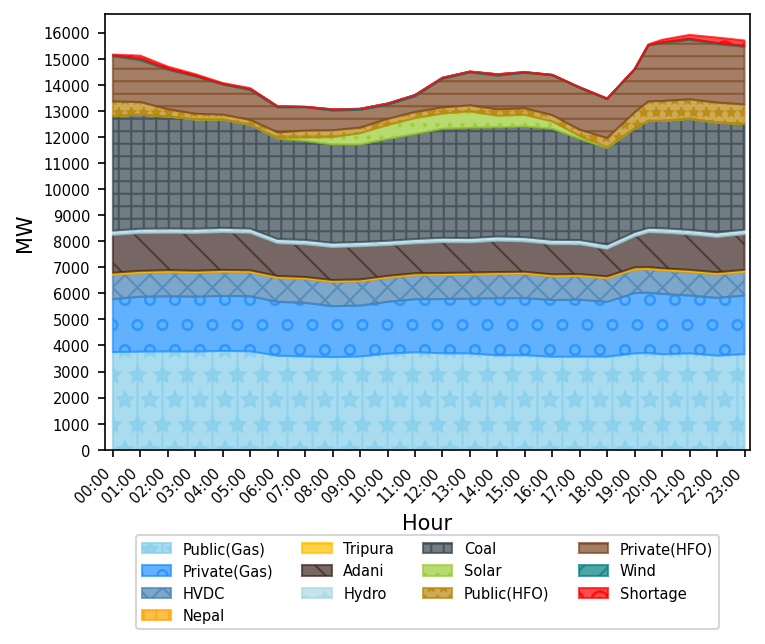 16000
15000
14000
13000
12000
11000
10000
9000
8000
7000
6000
5000
4000
3000
2000
1000
0
MW
00:00 01:00 02:00 03:00 04:00 05:00 06:00 07:00 08:00 09:00 10:00 11:00 12:00 13:00 14:00 15:00 16:00 17:00 18:00 19:00 20:00 21:00 22:00 23:00
Hour
Public(Gas) Tripura Coal Private(HFO)
Private(Gas) Adani Solar Wind
HVDC Hydro Public(HFO) Shortage
Nepal